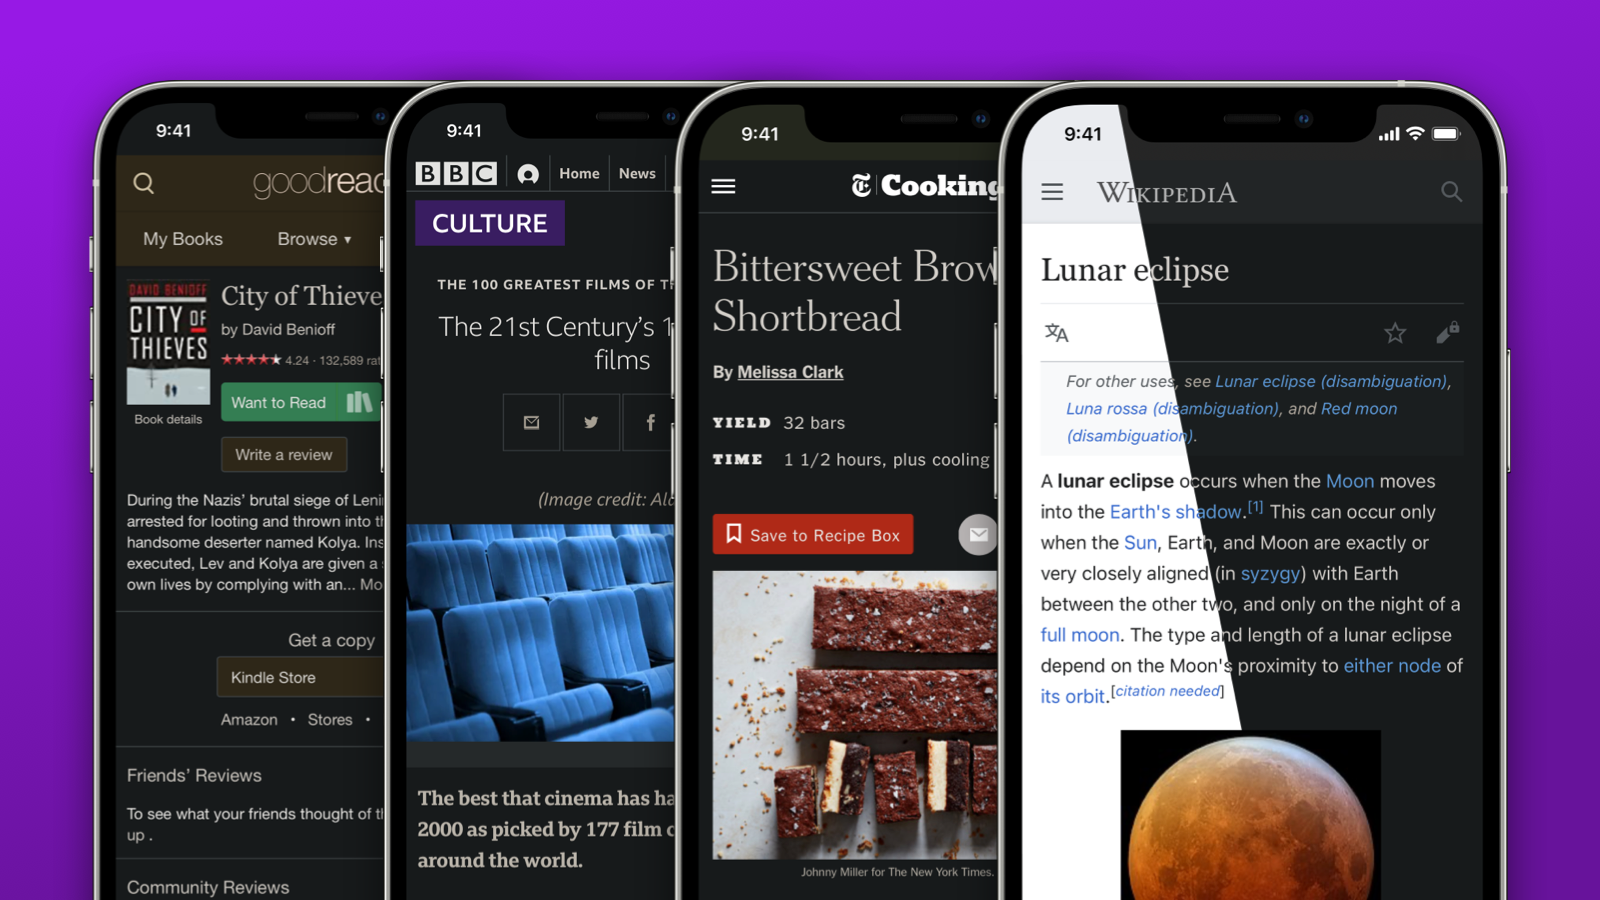 9:41
goodreac
My Books
Browse ▾
DAVID BENIOFF
CITY
OF
THIEVES
City of Thieve
by David Benioff
4.24 · 132,589 rat
Want to Read
Book details
Write a review
During the Nazis' brutal siege of Leni
arrested for looting and thrown into th
handsome deserter named Kolya. Ins
executed, Lev and Kolya are given a s
own lives by complying with an... Mo
Get a copy
Kindle Store
Amazon • Stores •
Friends' Reviews
To see what your friends thought of th
up .
Community Reviews
9:41
BBC
Home
News
CULTURE
THE 100 GREATEST FILMS OF T
The 21st Century's 1
films
(Image credit: Ala
The best that cinema has ha
2000 as picked by 177 film c
around the world.
9:41
T Cooking
Bittersweet Brow
Shortbread
By Melissa Clark
YIELD 32 bars
TIME 1 1/2 hours, plus cooling
Save to Recipe Box
Johnny Miller for The New York Times.
9:41
WIKIPEDIA
Lunar eclipse
文A
For other uses, see Lunar eclipse (disambiguation),
Luna rossa (disambiguation), and Red moon
(disambiguation).
A lunar eclipse occurs when the Moon moves
into the Earth's shadow.[1] This can occur only
when the Sun, Earth, and Moon are exactly or
very closely aligned (in syzygy) with Earth
between the other two, and only on the night of a
full moon. The type and length of a lunar eclipse
depend on the Moon's proximity to either node of
its orbit.[citation needed]